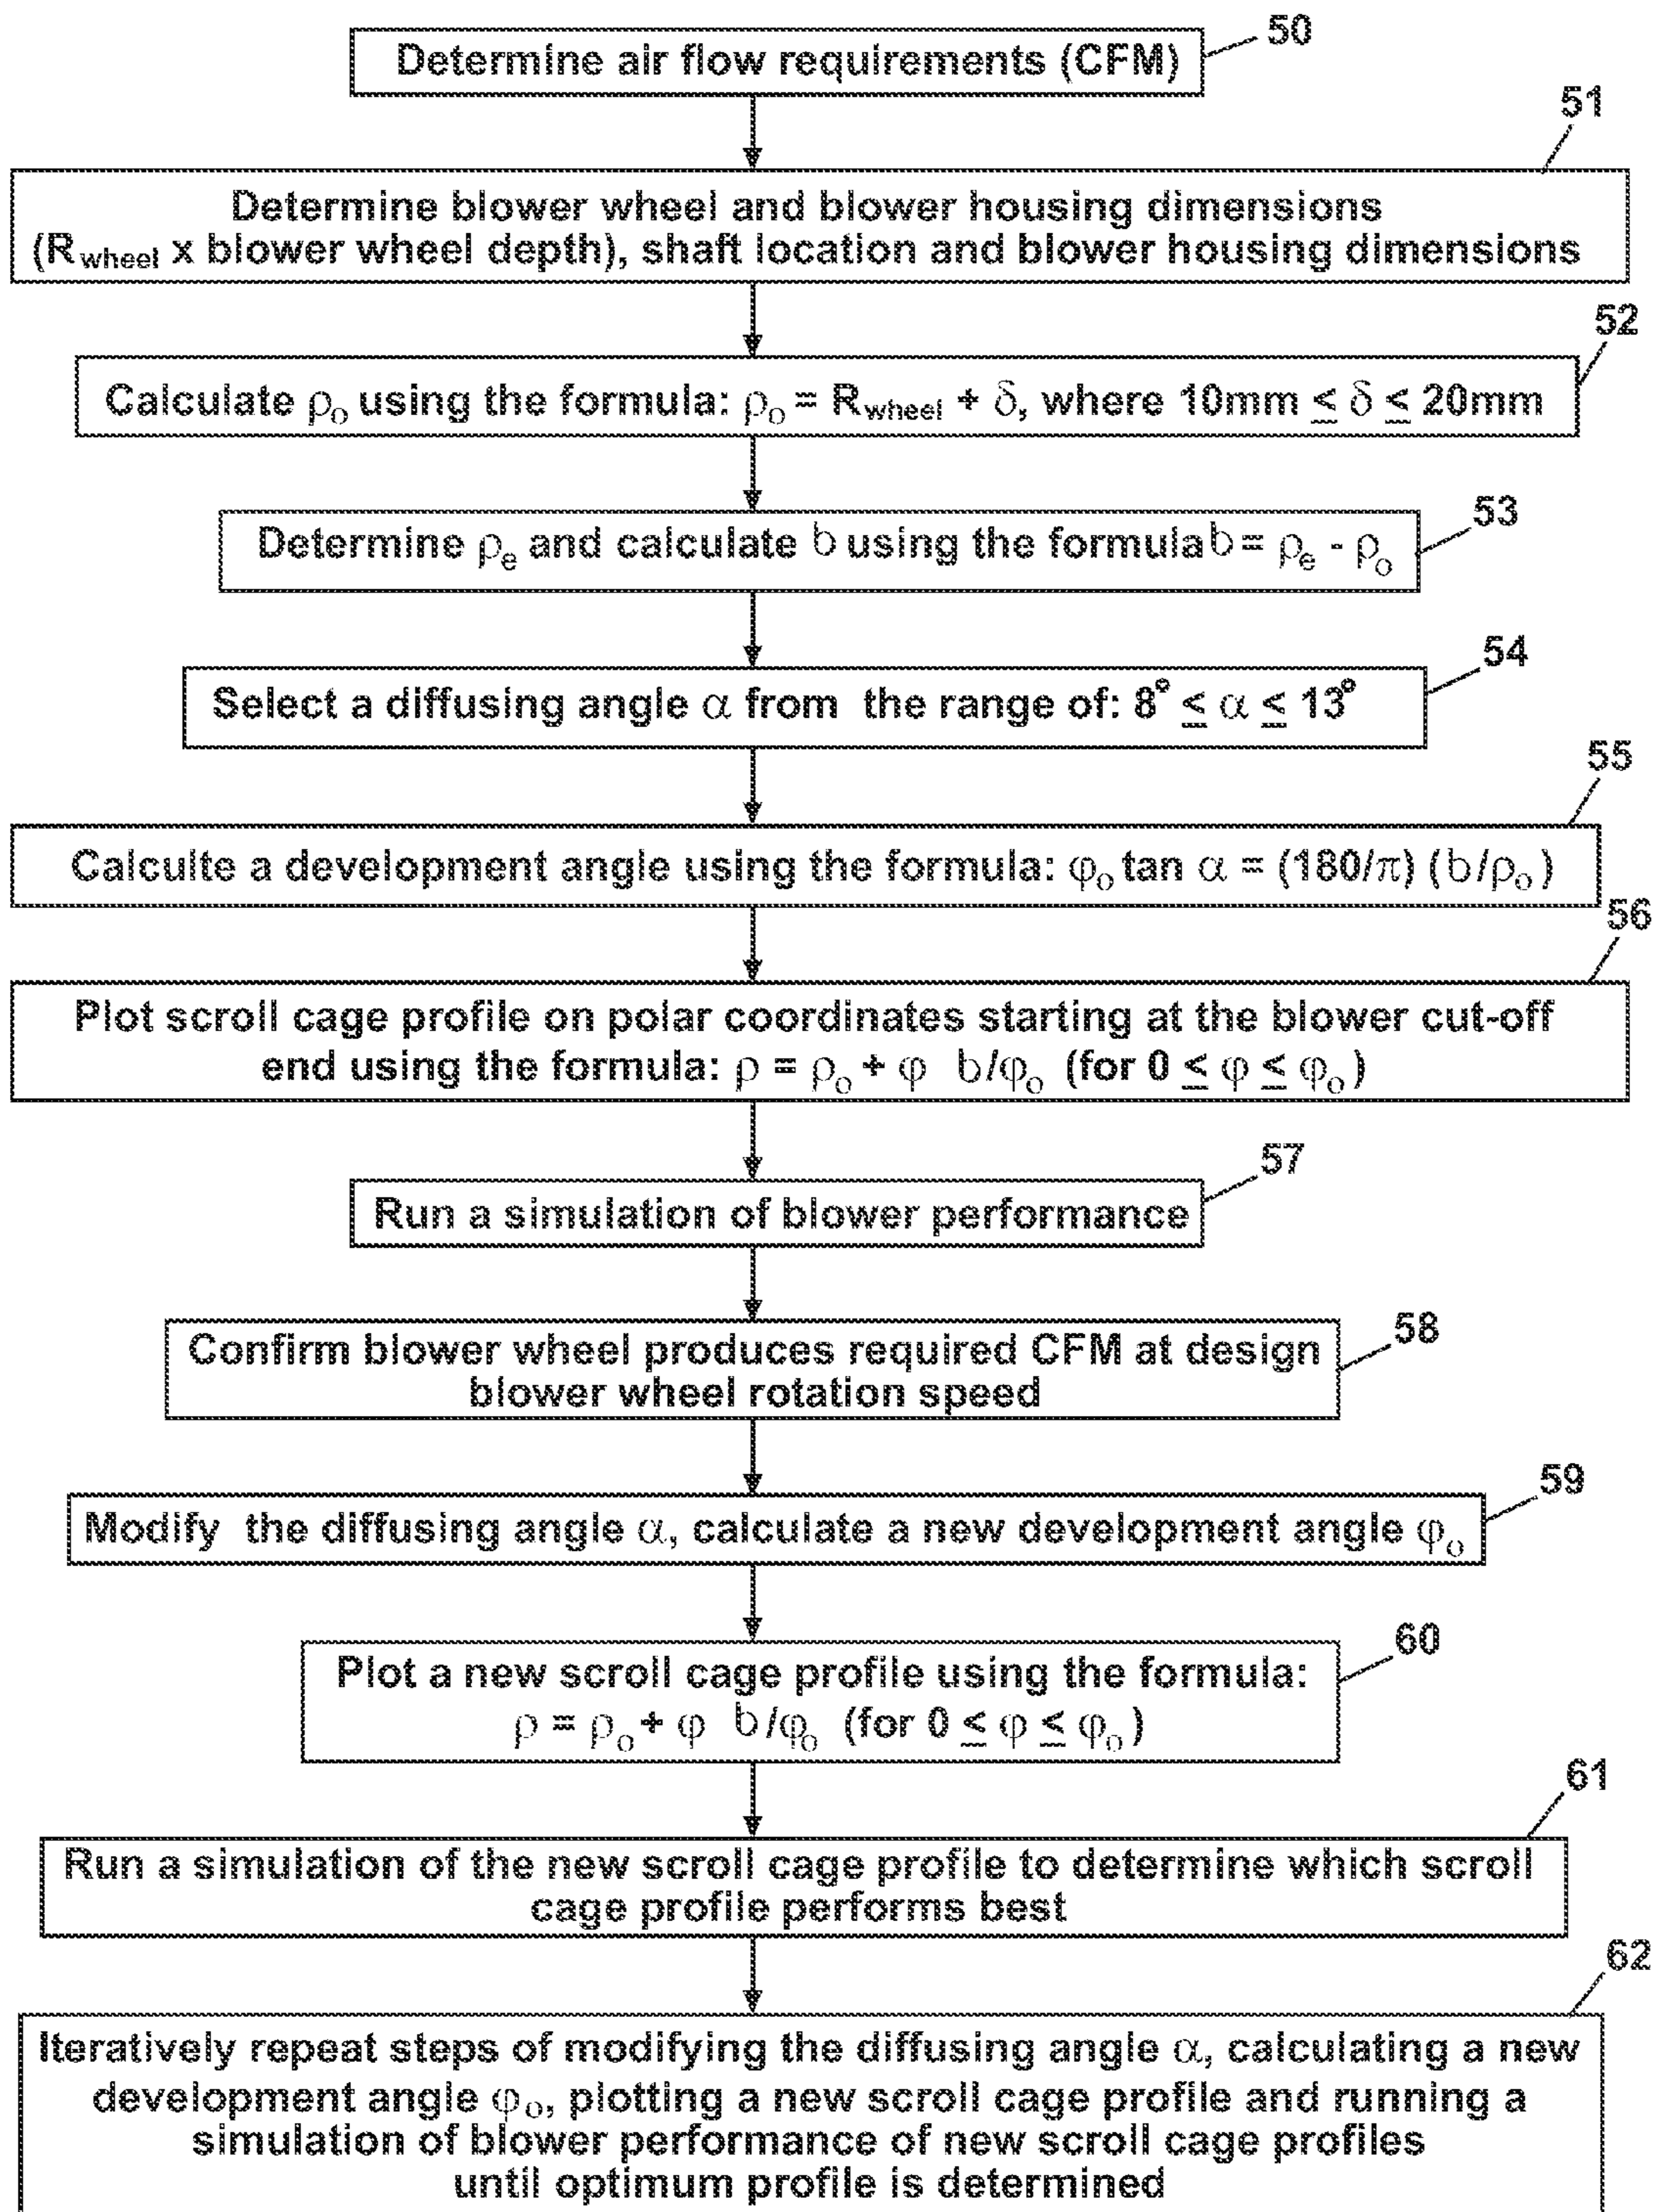 50
Determine air flow requirements (CFM)
51
Determine blower wheel and blower housing dimensions
(Rwheel x blower wheel depth), shaft location and blower housing dimensions
52
Calculate ρo using the formula: ρo = Rwheel + δ, where 10mm ≤ δ ≤ 20mm
53
Determine ρe and calculate b using the formula b = ρe - ρo
54
Select a diffusing angle α from the range of: 8° ≤ α ≤ 13°
55
Calculte a development angle using the formula: φo tan α = (180/π) (b/ρo)
56
Plot scroll cage profile on polar coordinates starting at the blower cut-off
end using the formula: ρ = ρo + φ b/φo (for 0 ≤ φ ≤ φo)
57
Run a simulation of blower performance
58
Confirm blower wheel produces required CFM at design
blower wheel rotation speed
59
Modify the diffusing angle α, calculate a new development angle φo
60
Plot a new scroll cage profile using the formula:
ρ = ρo + φ b/φo (for 0 ≤ φ ≤ φo)
61
Run a simulation of the new scroll cage profile to determine which scroll
cage profile performs best
62
Iteratively repeat steps of modifying the diffusing angle α, calculating a new
development angle φo, plotting a new scroll cage profile and running a
simulation of blower performance of new scroll cage profiles
until optimum profile is determined